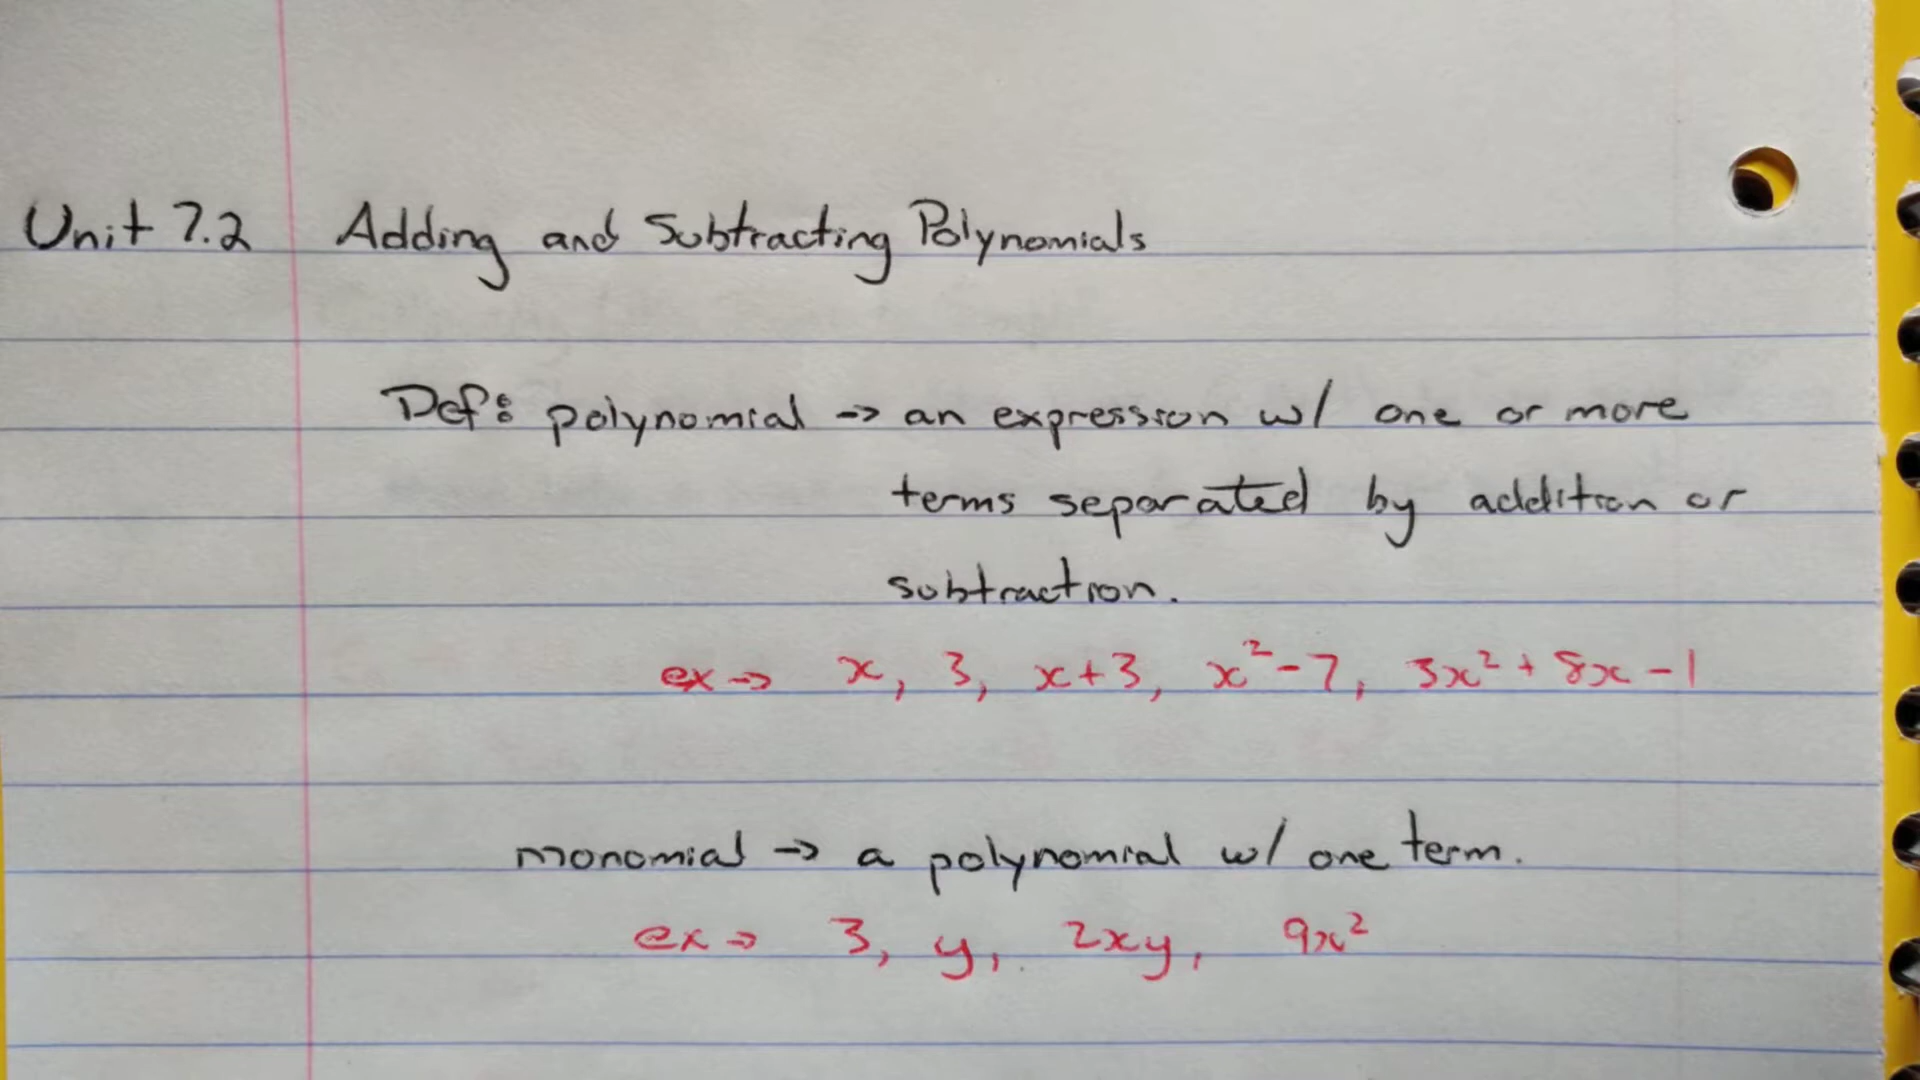 Unit 7.2 Adding and Subtracting Polynomials
Def: polynomial → an expression w/ one or more
terms separated by addition or
subtraction.
ex → x, 3, x+3, x²-7, 3x²+8x-1
monomial → a polynomial w/ one term.
ex → 3, y, 2xy, 9x²